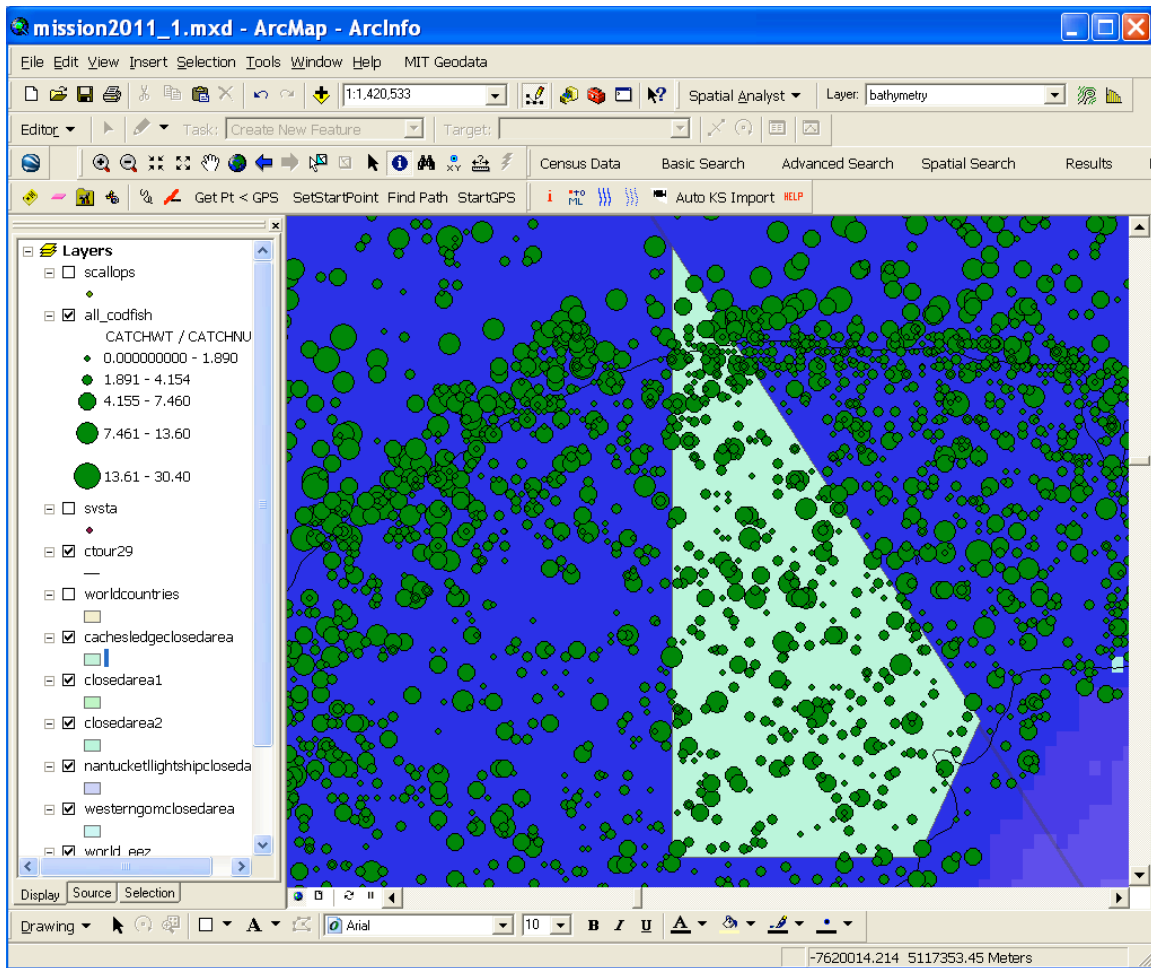 mission2011_1.mxd - ArcMap - ArcInfo
File Edit View Insert Selection Tools Window Help MIT Geodata
1:1,420,533 Spatial Analyst Layer: bathymetry
Editor Task: Create New Feature Target:
XY Census Data Basic Search Advanced Search Spatial Search Results
Get Pt < GPS SetStartPoint Find Path StartGPS i ML Auto KS Import HELP
Layers
scallops
all_codfish
CATCHWT / CATCHNU
0.000000000 - 1.890
1.891 - 4.154
4.155 - 7.460
7.461 - 13.60
13.61 - 30.40
svsta
ctour29
worldcountries
cachesledgeclosedarea
closedarea1
closedarea2
nantucketllightshipcloseda
westerngomclosedarea
world_eez
Display Source Selection
Drawing A Arial 10 B I U A
-7620014.214 5117353.45 Meters